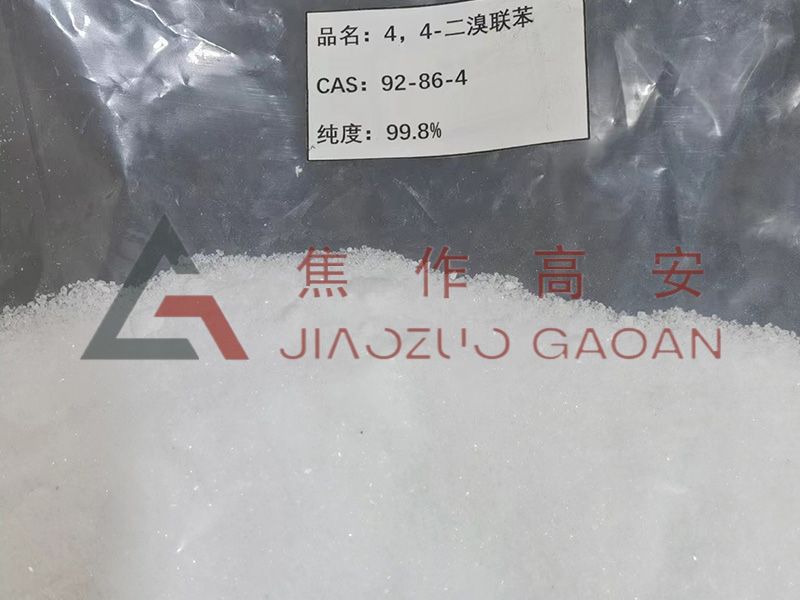 品名：4，4-二溴联苯
CAS：92-86-4
纯度：99.8%
焦作高安
JIAOZUO GAOAN